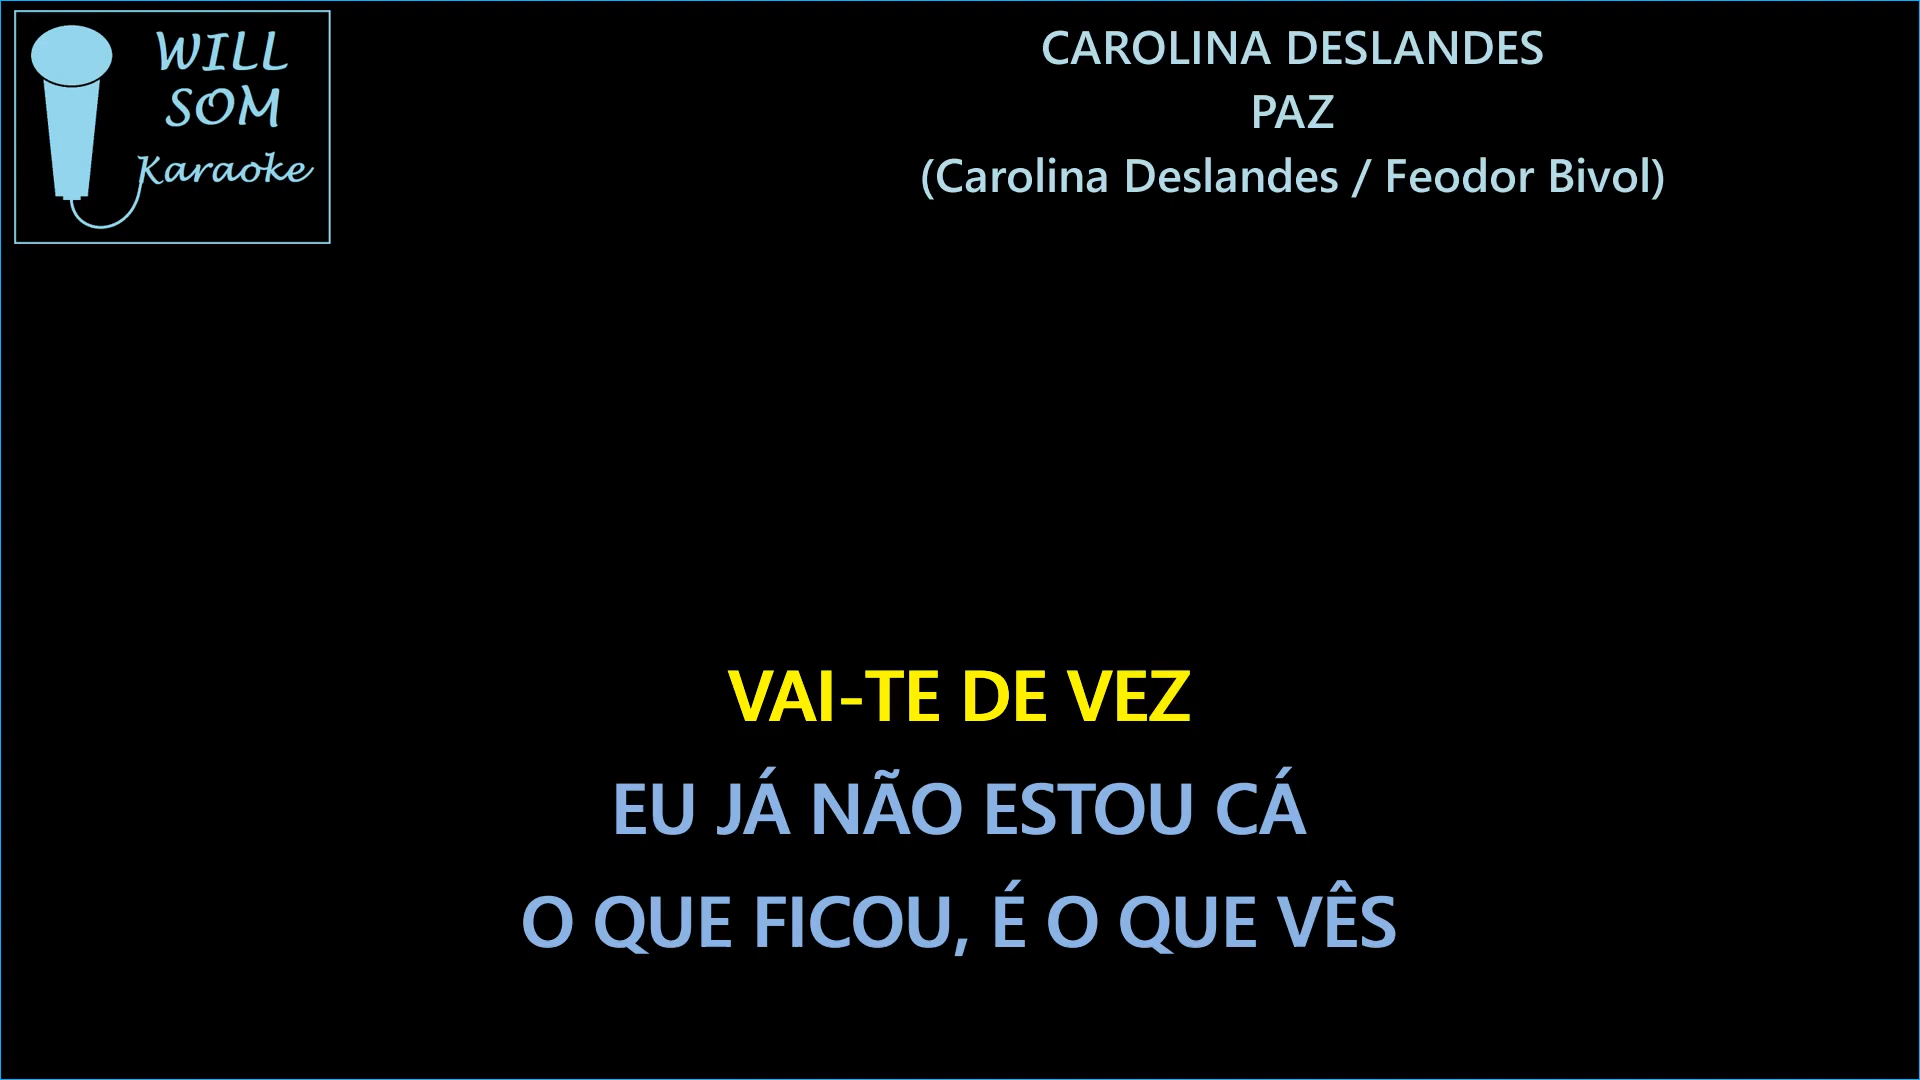 WILL
SOM
Karaoke
CAROLINA DESLANDES
PAZ
(Carolina Deslandes / Feodor Bivol)
VAI-TE DE VEZ
EU JÁ NÃO ESTOU CÁ
O QUE FICOU, É O QUE VÊS